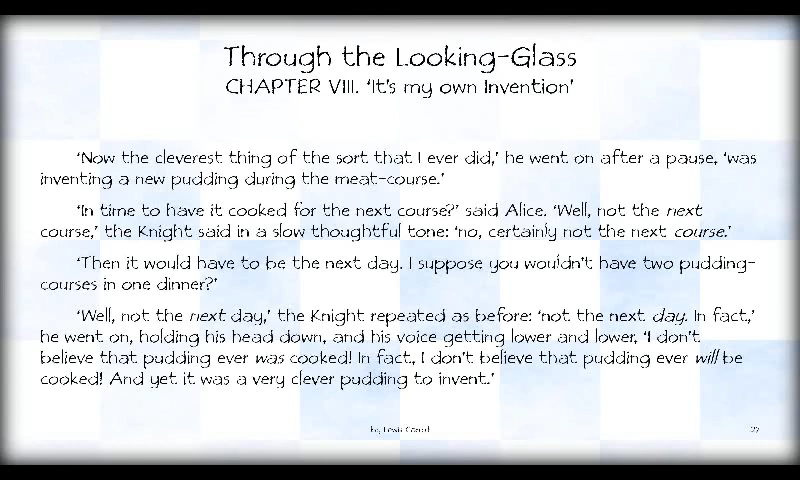 Through the Looking-Glass
CHAPTER VIII. ‘It’s my own Invention’
‘Now the cleverest thing of the sort that I ever did,’ he went on after a pause, ‘was
inventing a new pudding during the meat-course.’
‘In time to have it cooked for the next course?’ said Alice. ‘Well, not the next
course,’ the Knight said in a slow thoughtful tone: ‘no, certainly not the next course.’
‘Then it would have to be the next day. I suppose you wouldn’t have two pudding-
courses in one dinner?’
‘Well, not the next day,’ the Knight repeated as before: ‘not the next day. In fact,’
he went on, holding his head down, and his voice getting lower and lower, ‘I don’t
believe that pudding ever was cooked! In fact, I don’t believe that pudding ever will be
cooked! And yet it was a very clever pudding to invent.’
by Lewis Carroll
27